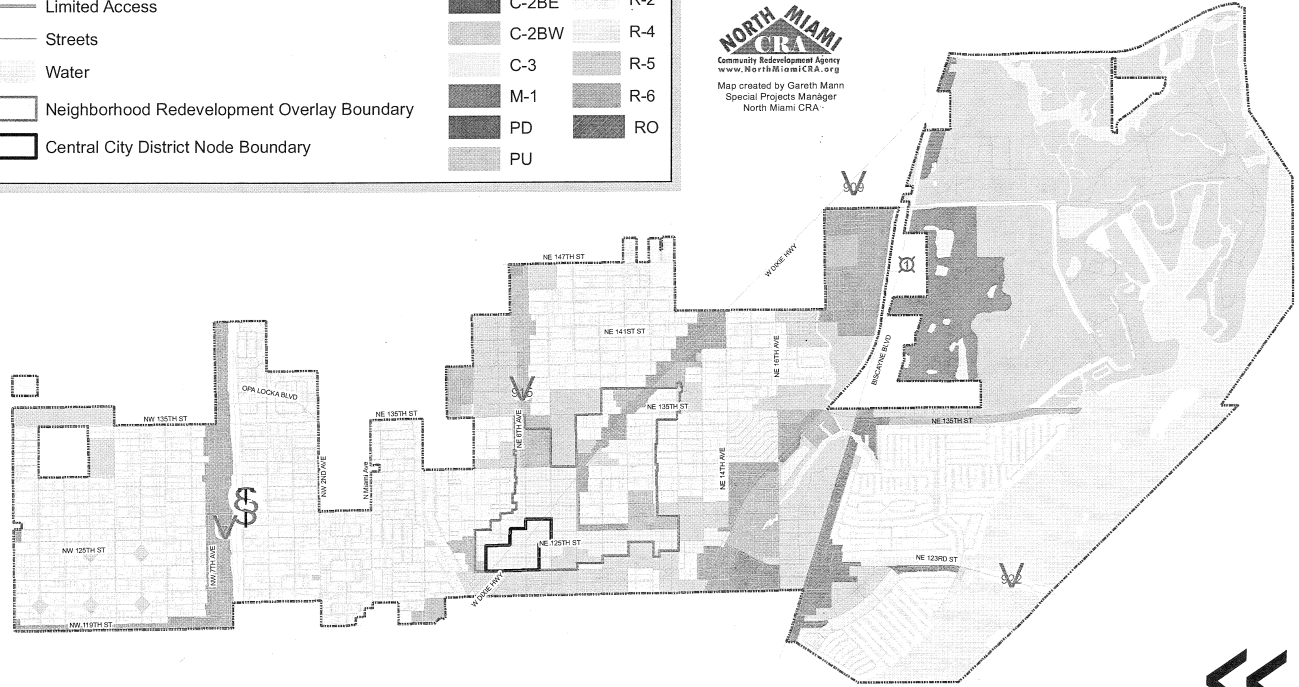 Limited Access
Streets
Water
Neighborhood Redevelopment Overlay Boundary
Central City District Node Boundary
C-2BE
C-2BW
C-3
M-1
PD
PU
R-2
R-4
R-5
R-6
RO
NORTH MIAMI
CRA
Community Redevelopment Agency
www.NorthMiamiCRA.org
Map created by Gareth Mann
Special Projects Manager
North Miami CRA
909
W DIXIE HWY
NE 147TH ST
1
NE 141ST ST
NE 16TH AVE
BISCAYNE BLVD
OPA LOCKA BLVD
NW 135TH ST
NE 135TH ST
NE 6TH AVE
NE 135TH ST
NE 135TH ST
NW 2ND AVE
N Miami Ave
NE 14TH AVE
NW 125TH ST
NW 7TH AVE
NE 125TH ST
NE 123RD ST
922
W DIXIE HWY
NW 119TH ST